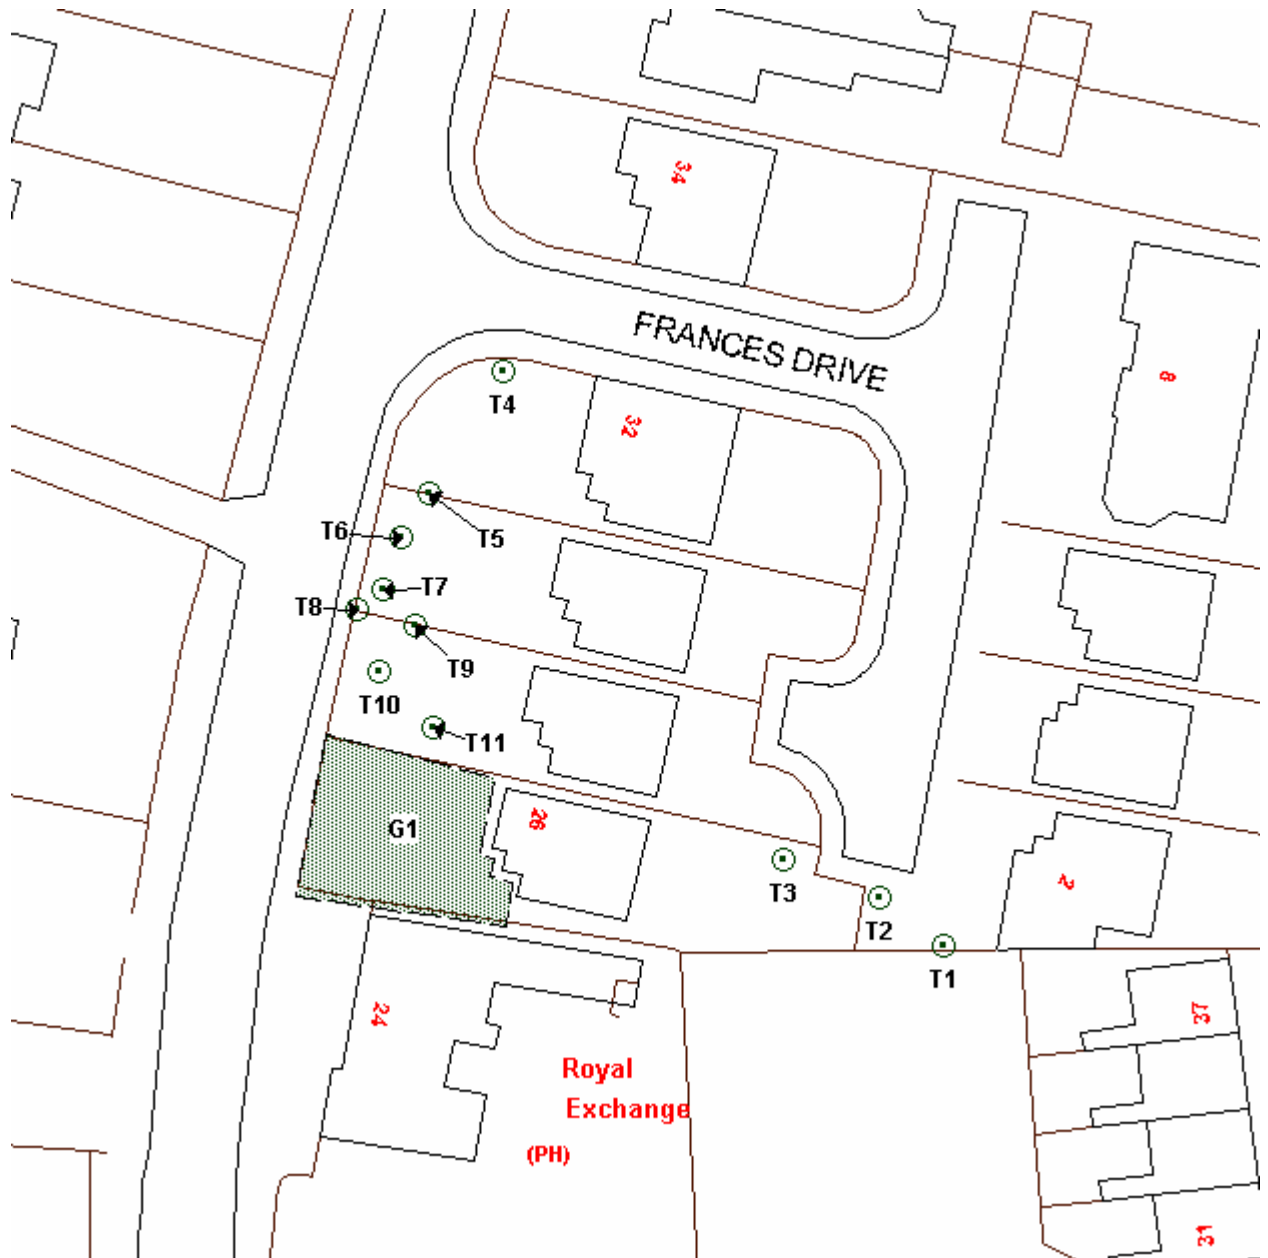 34
FRANCES DRIVE
8
T4
32
T5
T6
T7
T8
T9
T10
T11
26
G1
T3
2
T2
T1
24
37
Royal
Exchange
(PH)
31